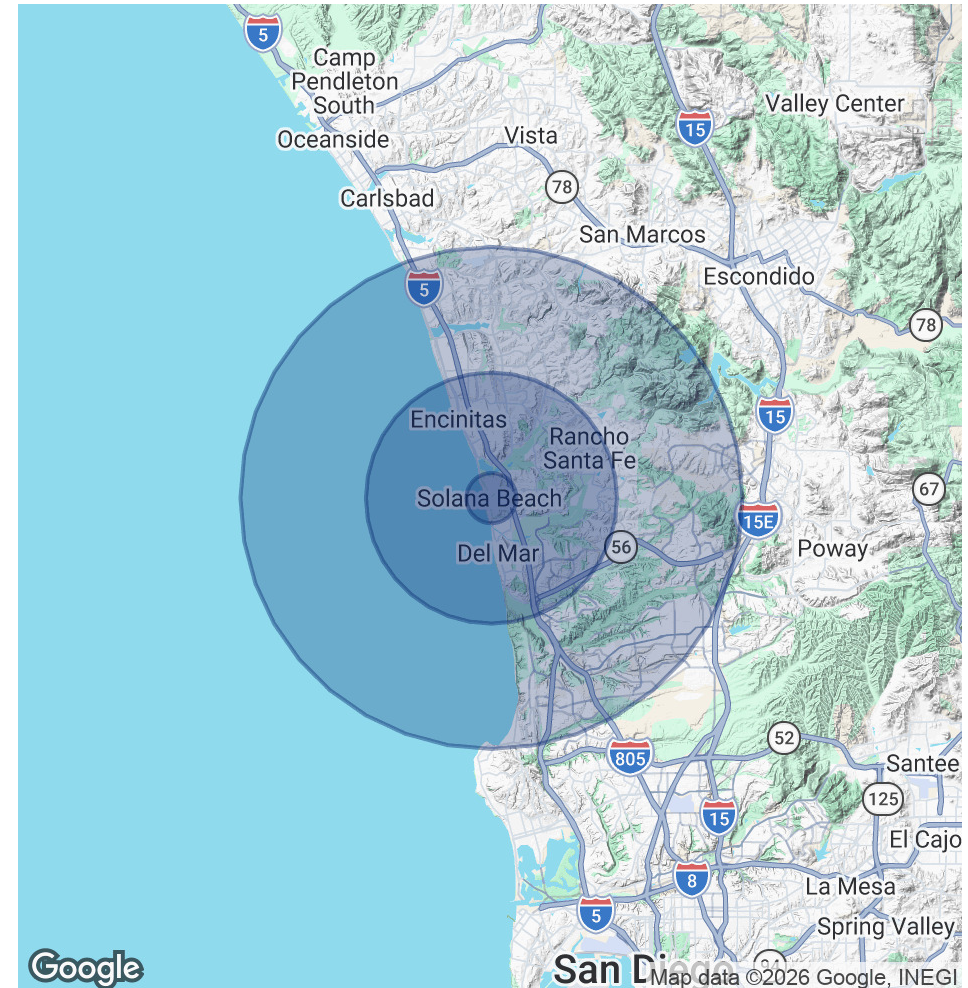 5
Camp
Pendleton
South
Valley Center
15
Oceanside
Vista
78
Carlsbad
San Marcos
Escondido
5
78
15
Encinitas
Rancho
Santa Fe
67
Solana Beach
15E
56
Poway
Del Mar
52
805
Santee
125
15
El Cajo
8
La Mesa
5
Spring Valley
94
Google
San Diego
Map data ©2026 Google, INEGI